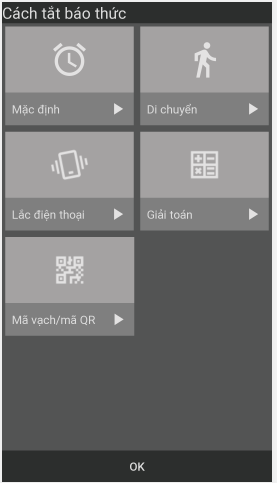 Cách tắt báo thức
Mặc định
Di chuyển
Lắc điện thoại
Giải toán
Mã vạch/mã QR
OK